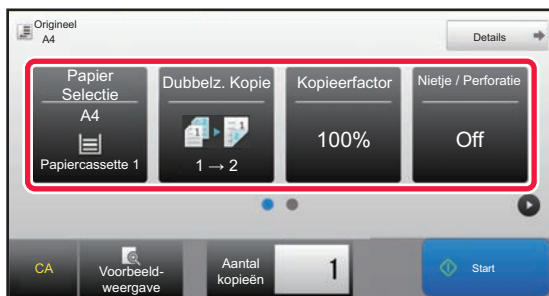 Origineel
A4
Details
Papier
Selectie
A4
Papiercassette 1
Dubbelz. Kopie
1 → 2
Kopieerfactor
100%
Nietje / Perforatie
Off
CA
Voorbeeld-
weergave
Aantal
kopieën
1
Start